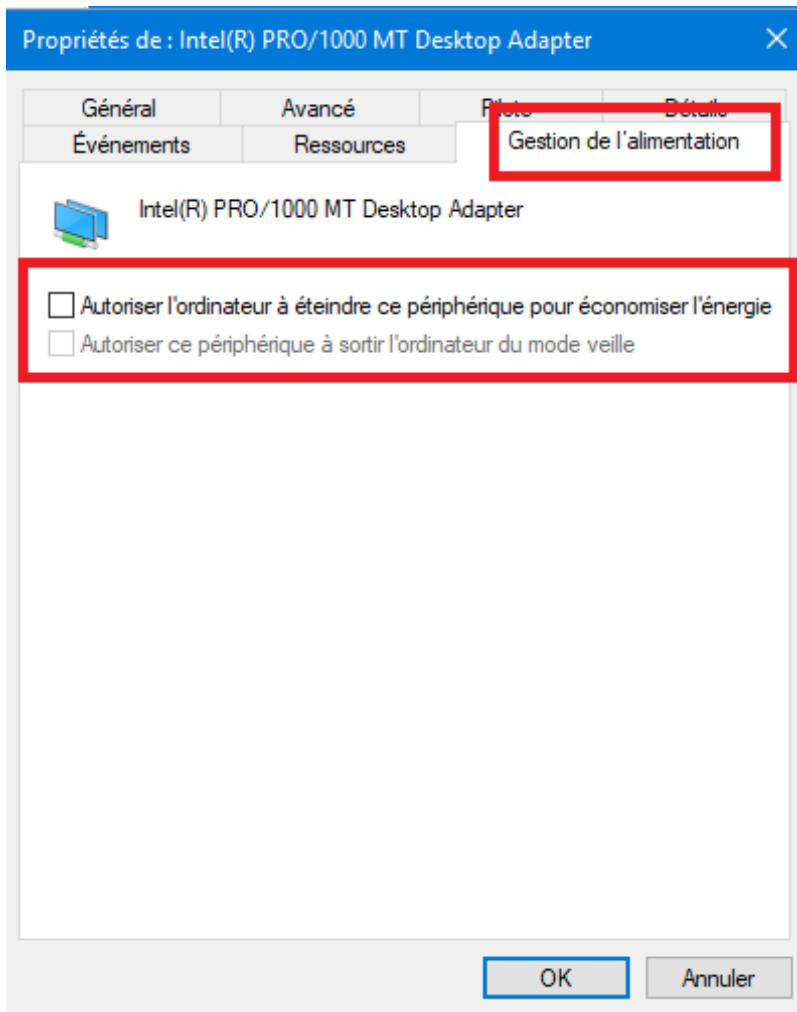 Propriétés de : Intel(R) PRO/1000 MT Desktop Adapter
Général Avancé Pilote Détails
Événements Ressources Gestion de l'alimentation
Intel(R) PRO/1000 MT Desktop Adapter
Autoriser l'ordinateur à éteindre ce périphérique pour économiser l'énergie
Autoriser ce périphérique à sortir l'ordinateur du mode veille
OK Annuler